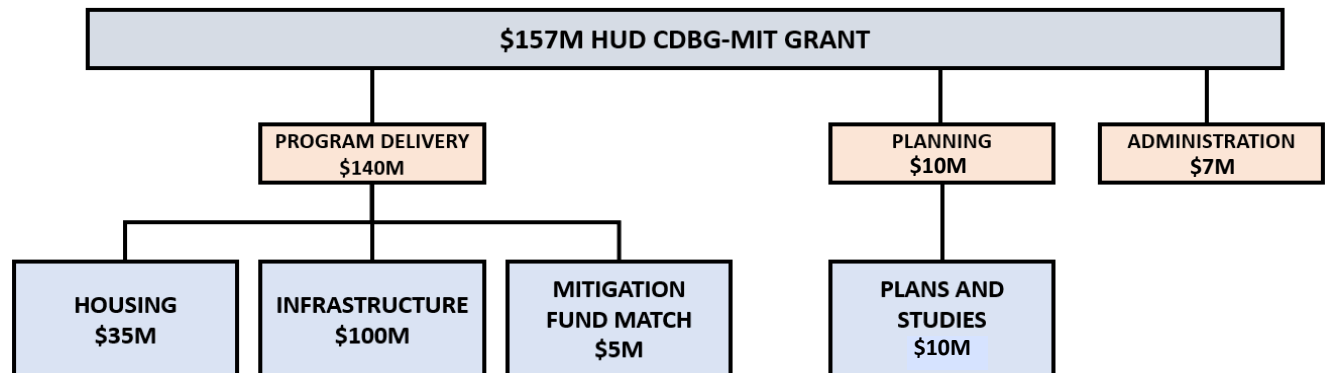 $157M HUD CDBG-MIT GRANT
PROGRAM DELIVERY
$140M
PLANNING
$10M
ADMINISTRATION
$7M
HOUSING
$35M
INFRASTRUCTURE
$100M
MITIGATION
FUND MATCH
$5M
PLANS AND
STUDIES
$10M